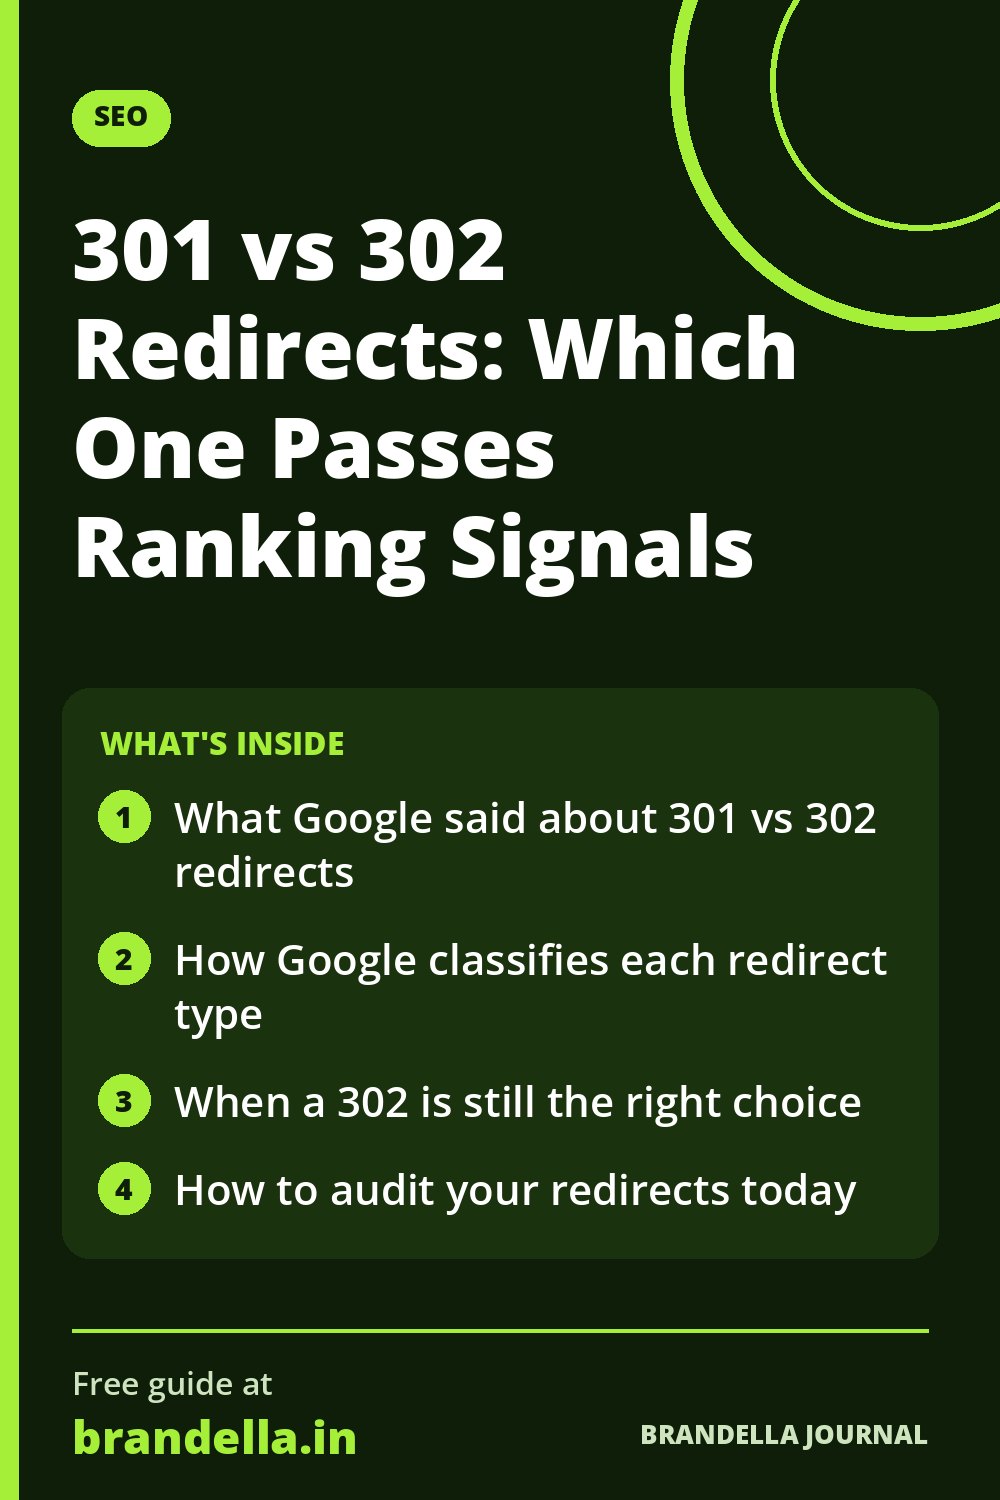 SEO
301 vs 302
Redirects: Which
One Passes
Ranking Signals
WHAT'S INSIDE
1 What Google said about 301 vs 302
redirects
2 How Google classifies each redirect
type
3 When a 302 is still the right choice
4 How to audit your redirects today
Free guide at
brandella.in
BRANDELLA JOURNAL